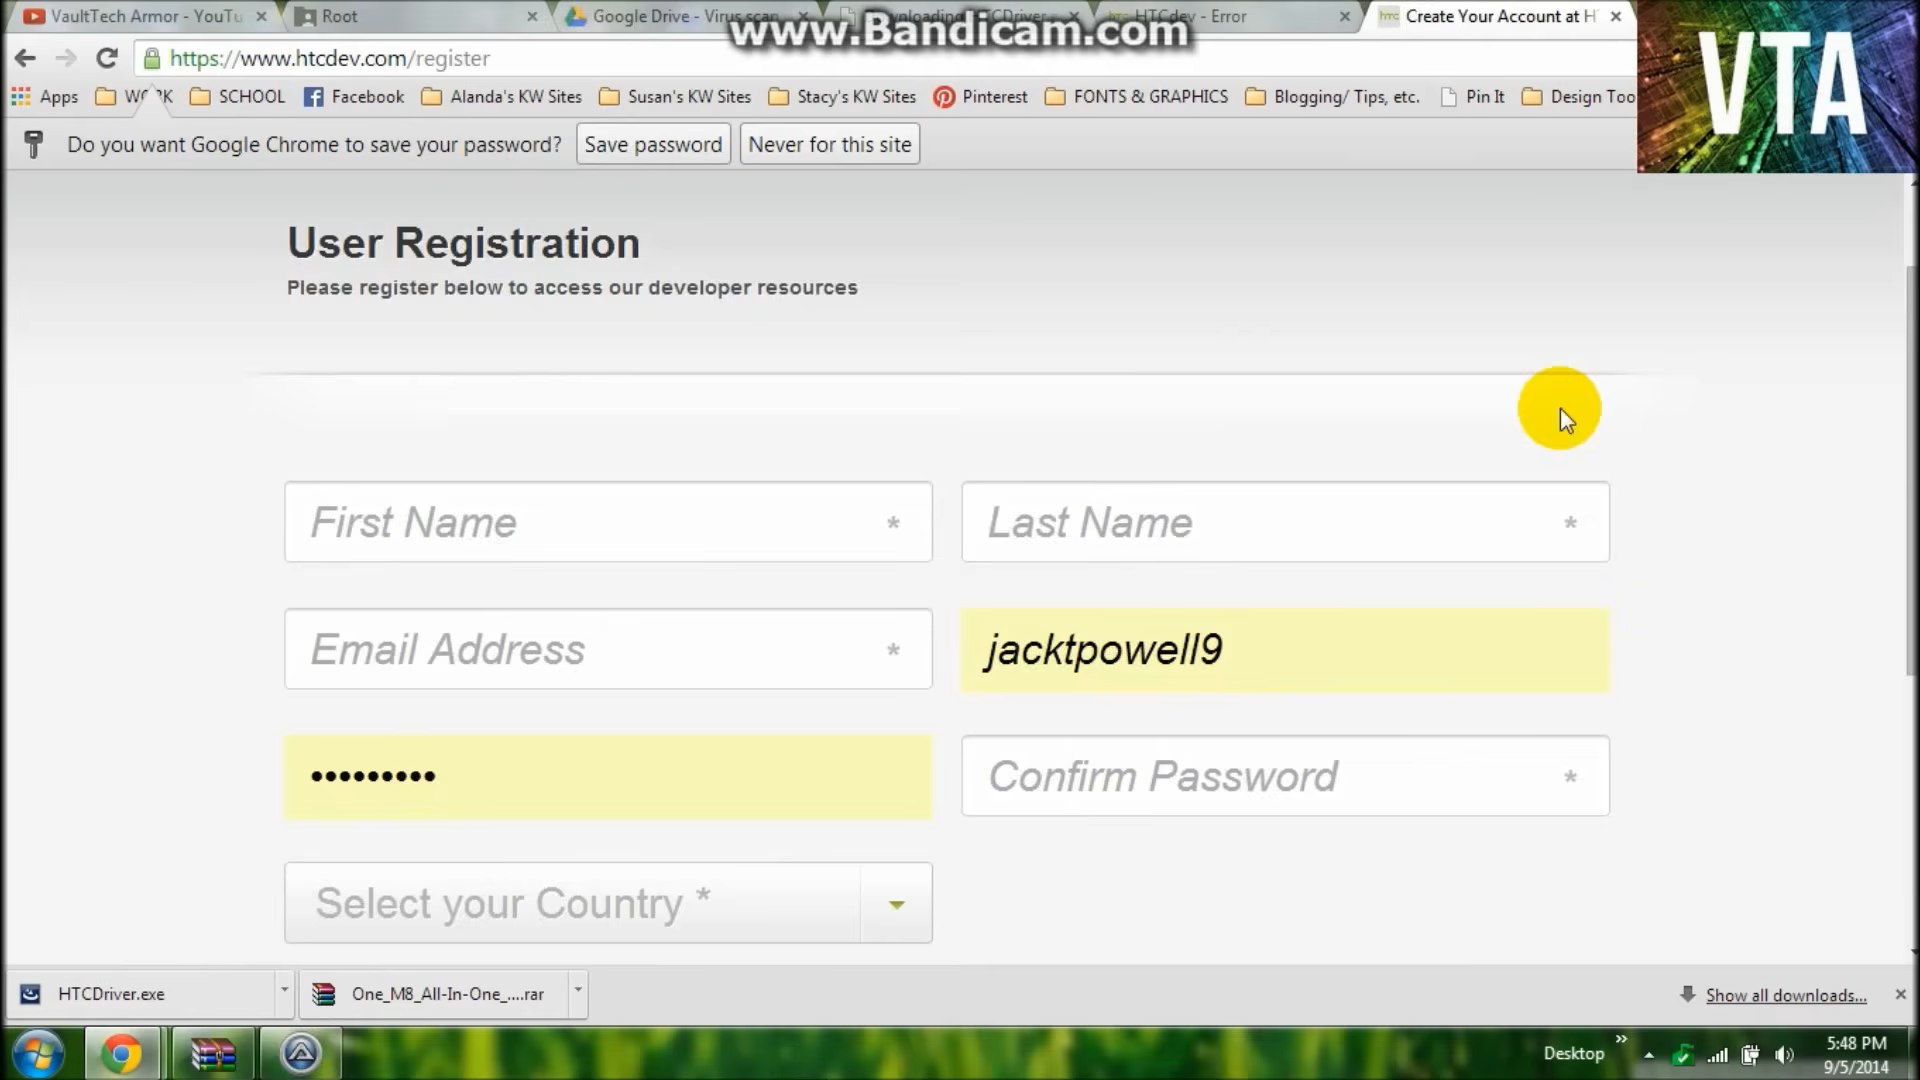 VaultTech Armor - YouTu
Root
Google Drive - Virus scan
Downloading HTCDriver
HTCdev - Error
htc Create Your Account at H
www.Bandicam.com
https://www.htcdev.com/register
VTA
Apps WORK SCHOOL Facebook Alanda's KW Sites Susan's KW Sites Stacy's KW Sites Pinterest FONTS & GRAPHICS Blogging/ Tips, etc. Pin It Design Too
Do you want Google Chrome to save your password? Save password Never for this site
User Registration
Please register below to access our developer resources
First Name * Last Name *
Email Address * jacktpowell9
••••••••• Confirm Password *
Select your Country *
HTCDriver.exe One_M8_All-In-One_....rar Show all downloads...
Desktop » 5:48 PM
9/5/2014